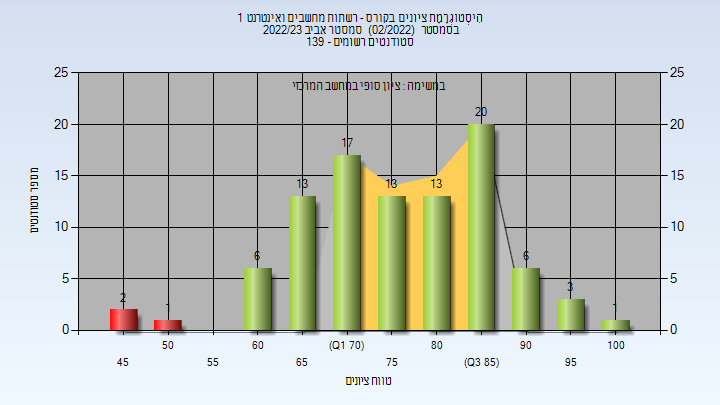 היסטוגרמת ציונים בקורס - רשתות מחשבים ואינטרנט 1
בסמסטר (02/2022) סמסטר אביב 2022/23
סטודנטים רשומים - 139
במשימה : ציון סופי במחשב המרכזי
מספר סטודנטים
25 25
20 20
15 15
10 10
5 5
0 0
2 1 6 13 17 13 13 20 6 3 1
50 60 (Q1 70) 80 90 100
45 55 65 75 (Q3 85) 95
טווח ציונים